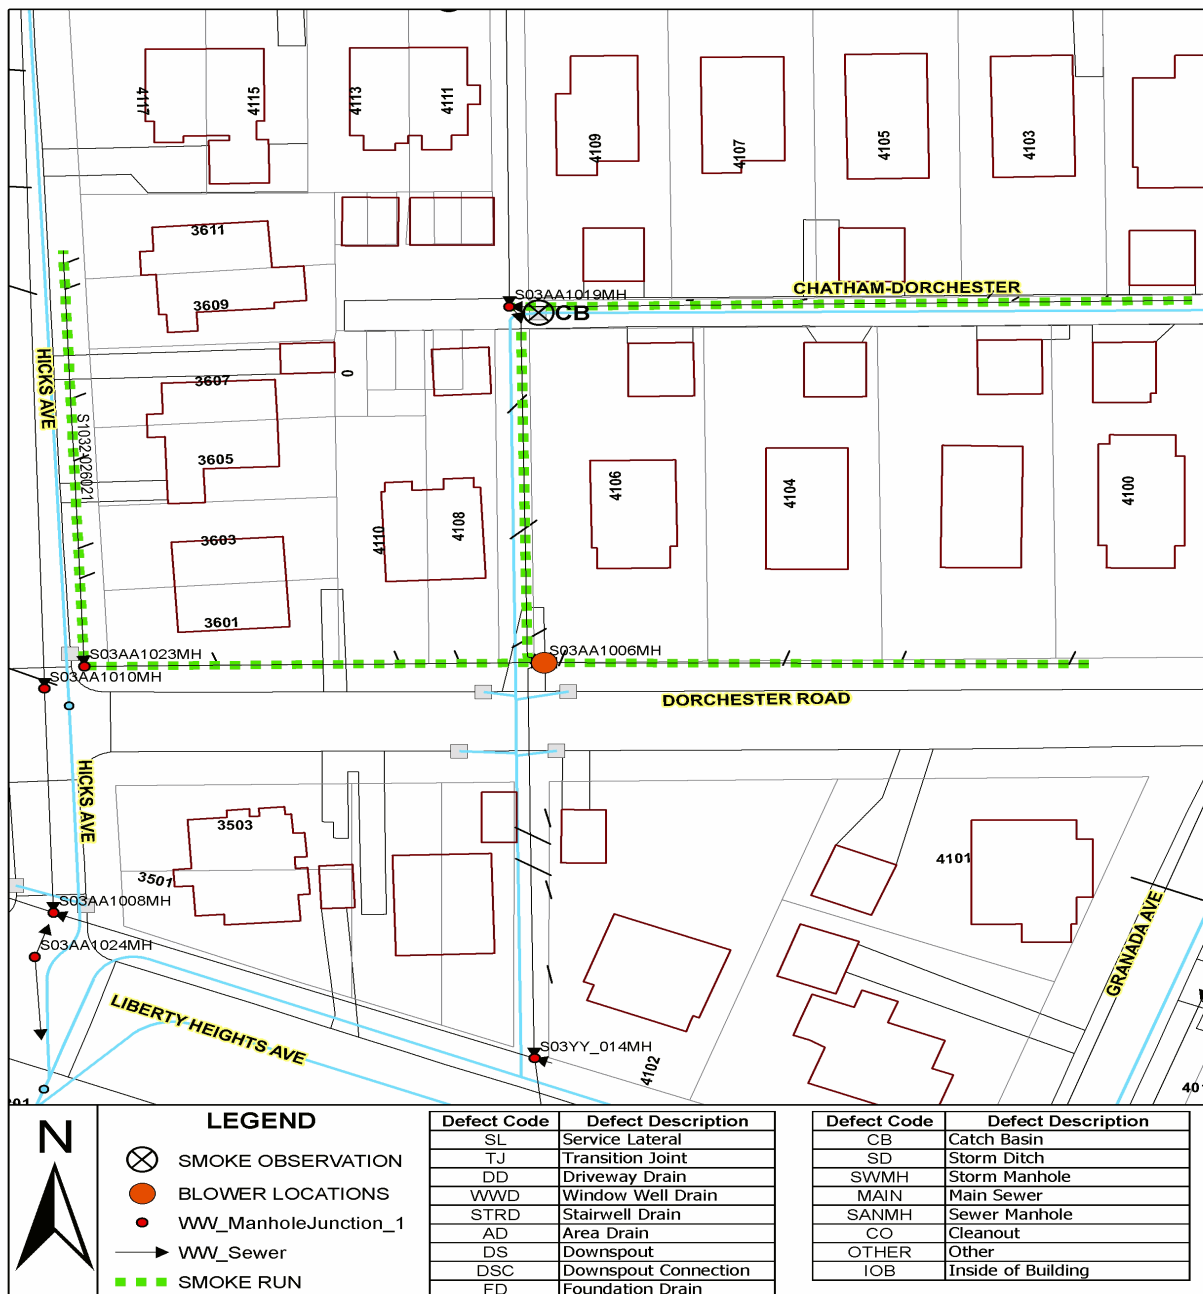 4117
4115
4113
4111
4109
4107
4105
4103
3611
3609
S03AA1019MH
CB
CHATHAM-DORCHESTER
HICKS AVE
3607
0
S1032 026021
3605
4106
4104
4100
4110
4108
3603
3601
S03AA1023MH
S03AA1006MH
S03AA1010MH
DORCHESTER ROAD
HICKS AVE
3503
3501
4101
S03AA1008MH
S03AA1024MH
GRANADA AVE
LIBERTY HEIGHTS AVE
S03YY_014MH
4102
N
LEGEND
SMOKE OBSERVATION
BLOWER LOCATIONS
WW_ManholeJunction_1
WW_Sewer
SMOKE RUN
Defect Code Defect Description
SL Service Lateral
TJ Transition Joint
DD Driveway Drain
WWD Window Well Drain
STRD Stairwell Drain
AD Area Drain
DS Downspout
DSC Downspout Connection
FD Foundation Drain
Defect Code Defect Description
CB Catch Basin
SD Storm Ditch
SWMH Storm Manhole
MAIN Main Sewer
SANMH Sewer Manhole
CO Cleanout
OTHER Other
IOB Inside of Building